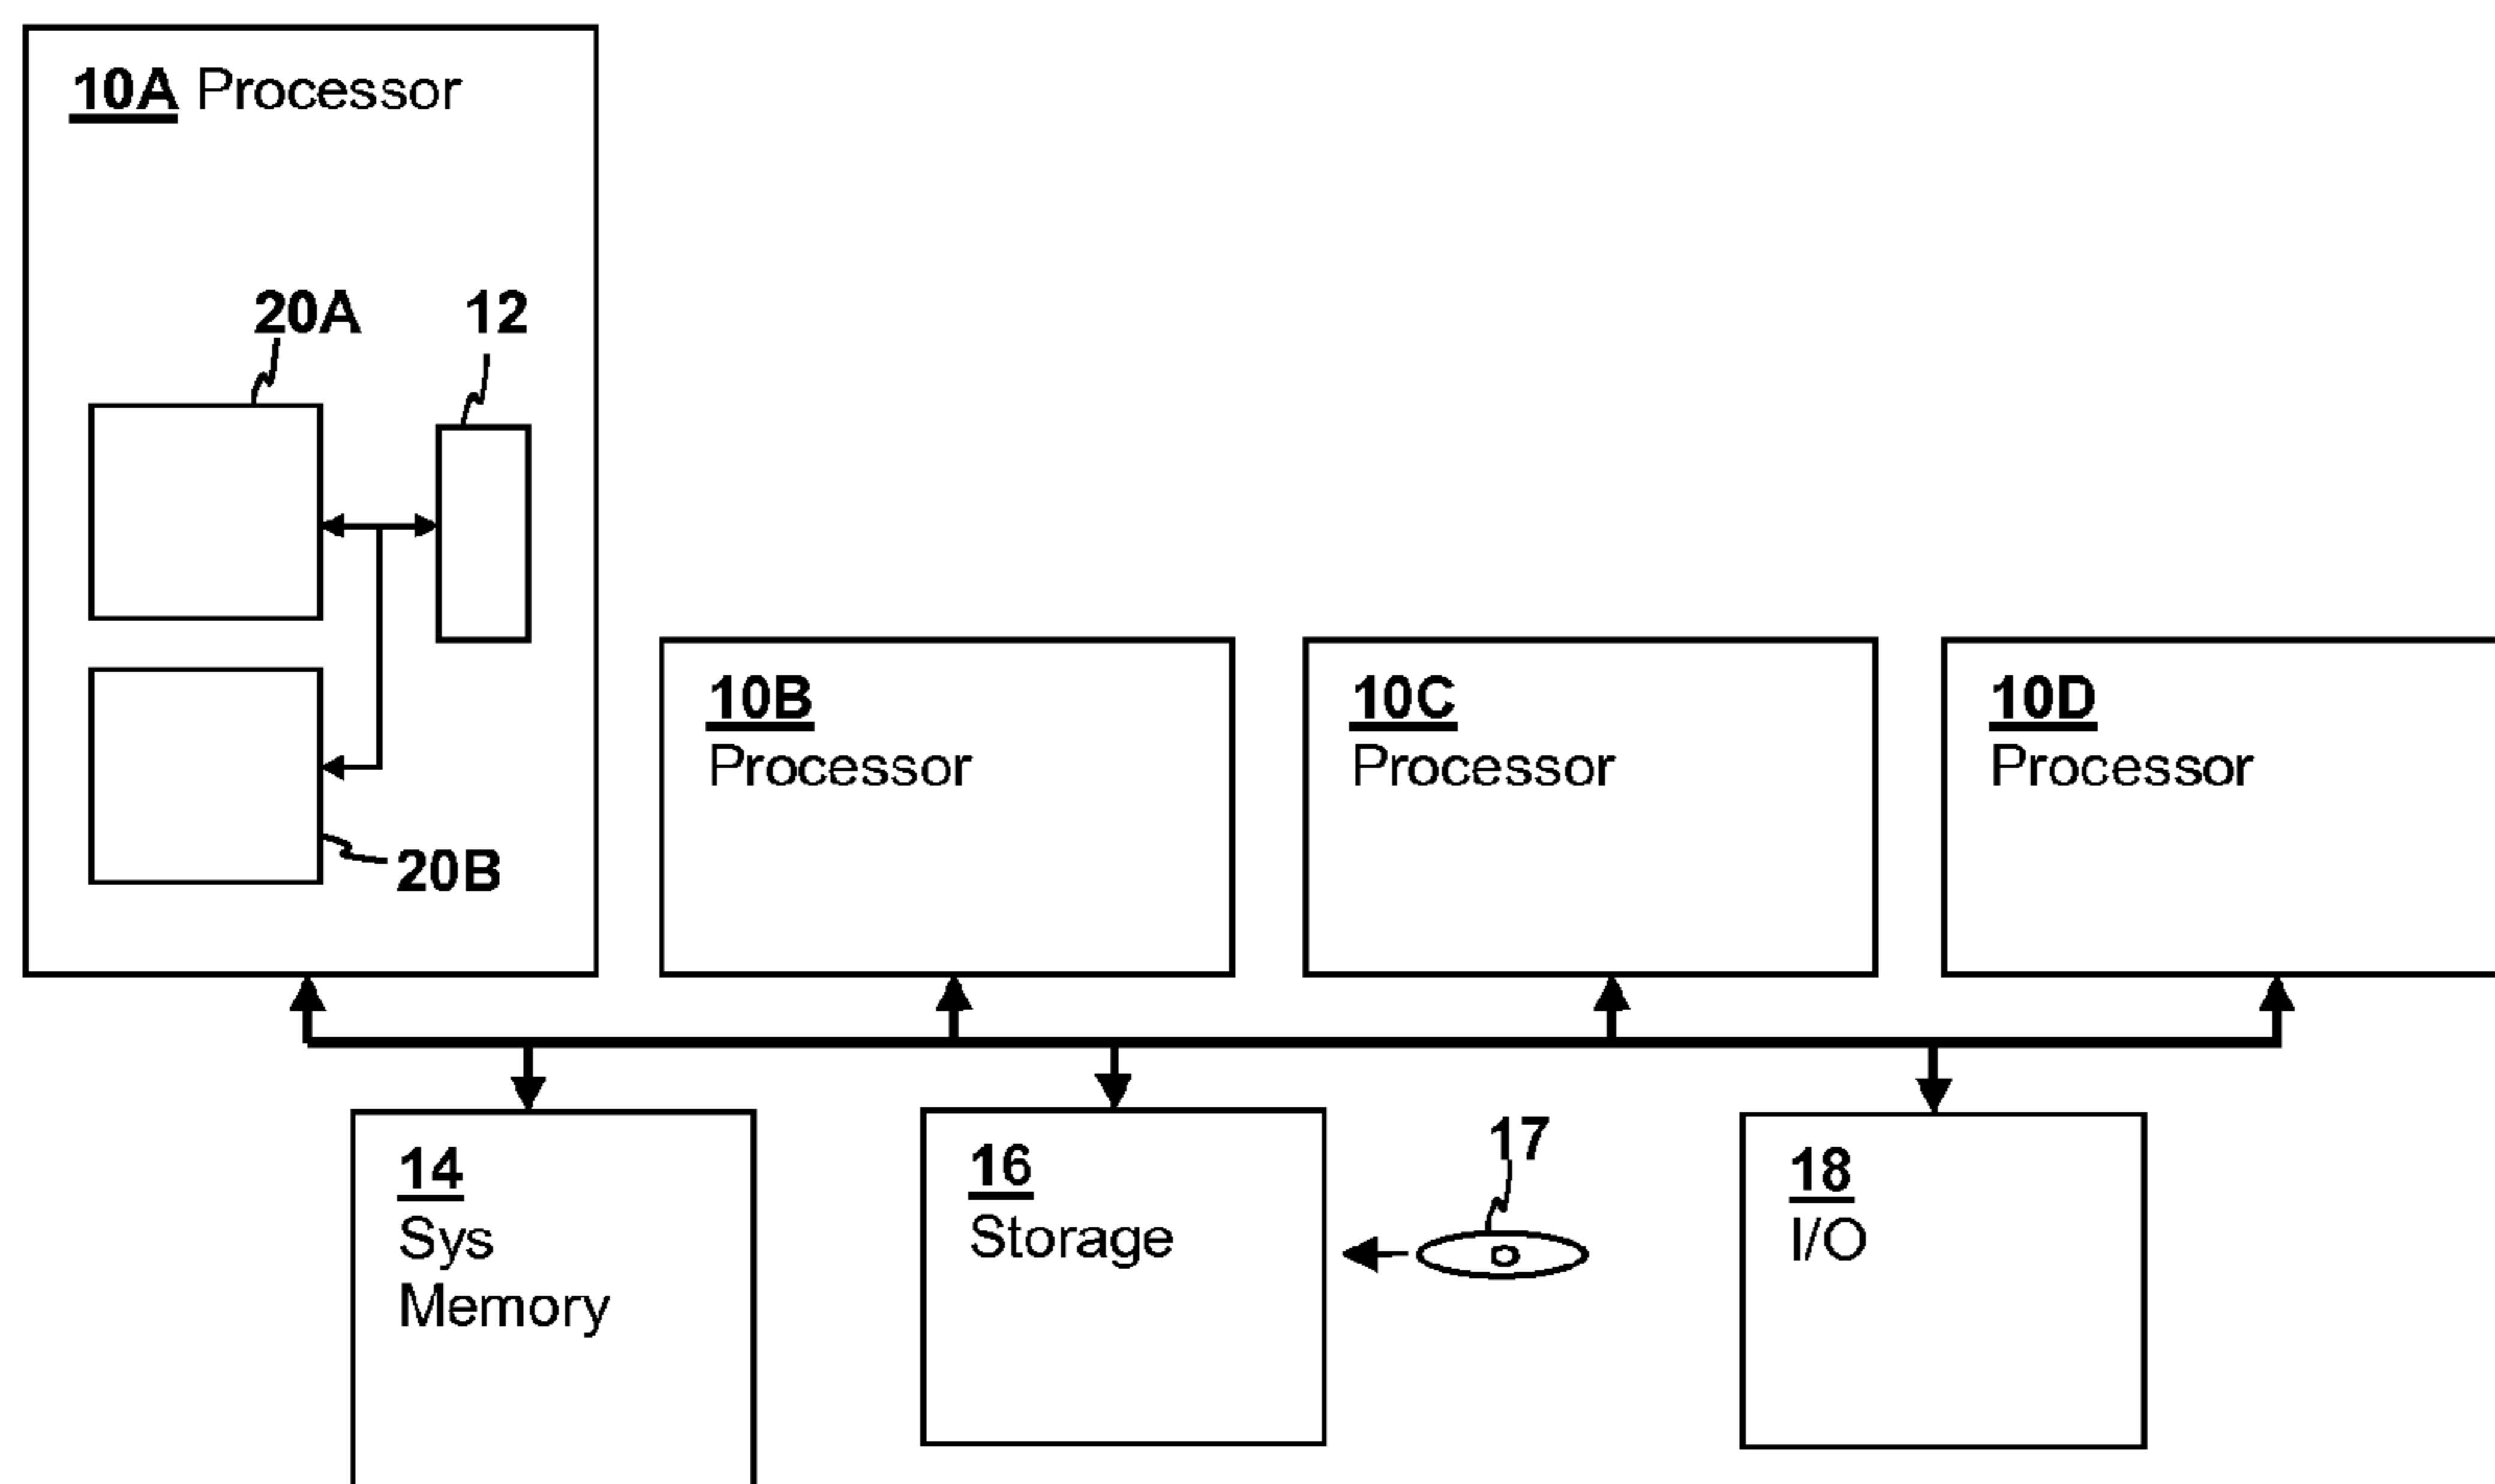 10A Processor
20A 12
20B
10B
Processor
10C
Processor
10D
Processor
14
Sys
Memory
16
Storage
17
18
I/O